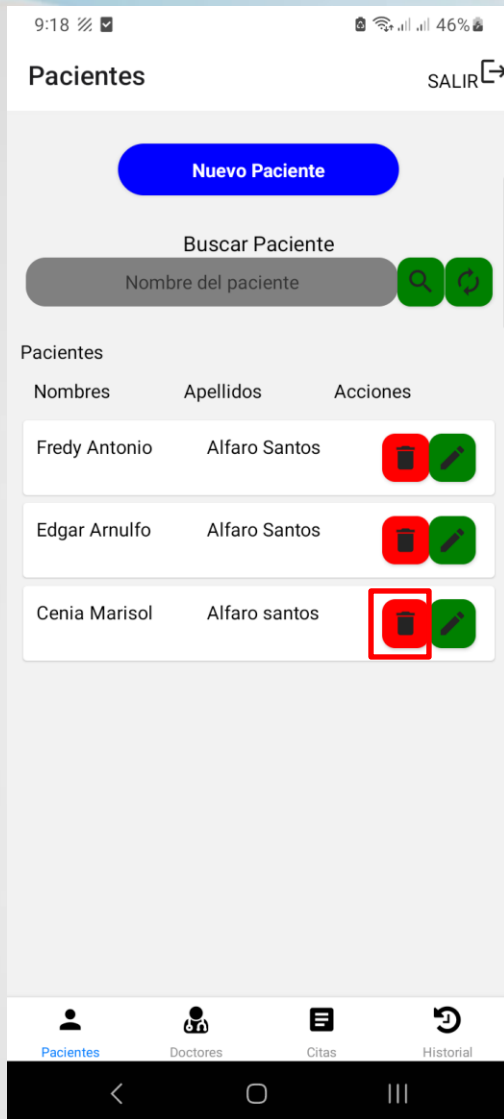 9:18 46%
Pacientes SALIR
Nuevo Paciente
Buscar Paciente
Nombre del paciente
Pacientes
Nombres Apellidos Acciones
Fredy Antonio Alfaro Santos
Edgar Arnulfo Alfaro Santos
Cenia Marisol Alfaro santos
Pacientes Doctores Citas Historial